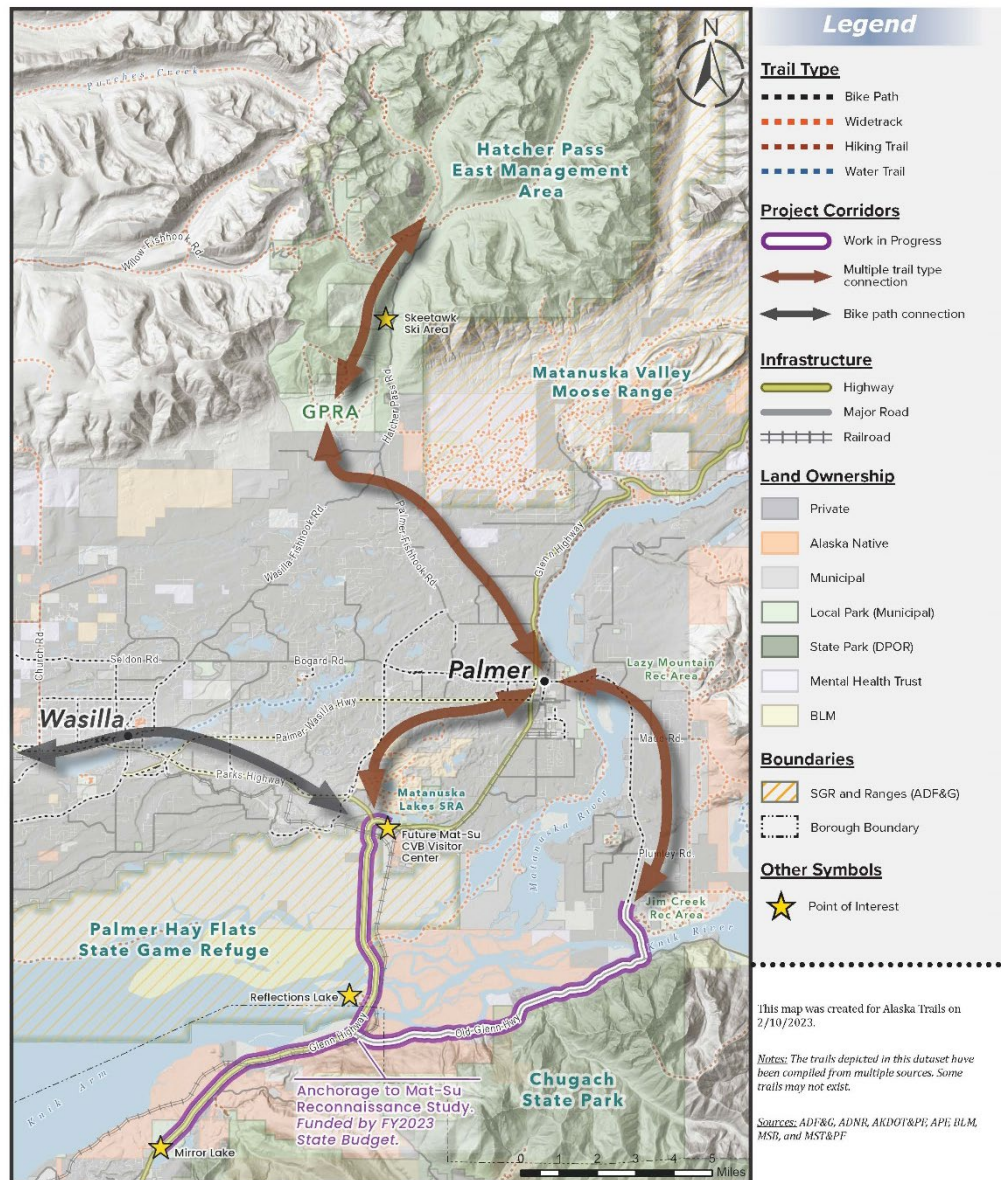 N
Purches Creek
Hatcher Pass
East Management
Area
Willow Fishhook Rd
Skeetawk
Ski Area
Matanuska Valley
Moose Range
Hatcher Pass Rd
GPRA
Glenn Highway
Wasilla Fishhook Rd.
Palmer Fishhook Rd.
Church Rd
Seldon Rd.
Bogard Rd
Palmer
Lazy Mountain
Rec Area
Wasilla
Palmer-Wasilla Hwy
Maud Rd
Parks Highway
Matanuska
Lakes SRA
Future Mat-Su
CVB Visitor
Center
Matanuska River
Plumley Rd.
Jim Creek
Rec Area
Knik River
Palmer Hay Flats
State Game Refuge
Reflections Lake
Glenn Highway
Old Glenn Hwy
Knik Arm
Anchorage to Mat-Su
Reconnaissance Study.
Funded by FY2023
State Budget.
Chugach
State Park
Mirror Lake
0 1 2 3 4 5
Miles
Legend
Trail Type
Bike Path
Widetrack
Hiking Trail
Water Trail
Project Corridors
Work in Progress
Multiple trail type
connection
Bike path connection
Infrastructure
Highway
Major Road
Railroad
Land Ownership
Private
Alaska Native
Municipal
Local Park (Municipal)
State Park (DPOR)
Mental Health Trust
BLM
Boundaries
SGR and Ranges (ADF&G)
Borough Boundary
Other Symbols
Point of Interest
This map was created for Alaska Trails on
2/10/2023.
Notes: The trails depicted in this dataset have
been compiled from multiple sources. Some
trails may not exist.
Sources: ADF&G, ADNR, AKDOT&PF, APF, BLM,
MSB, and MST&PF